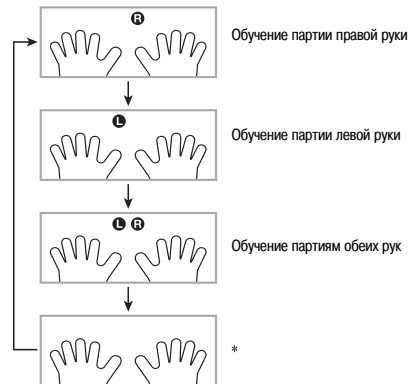 R
Обучение партии правой руки
L
Обучение партии левой руки
L R
Обучение партиям обеих рук
*